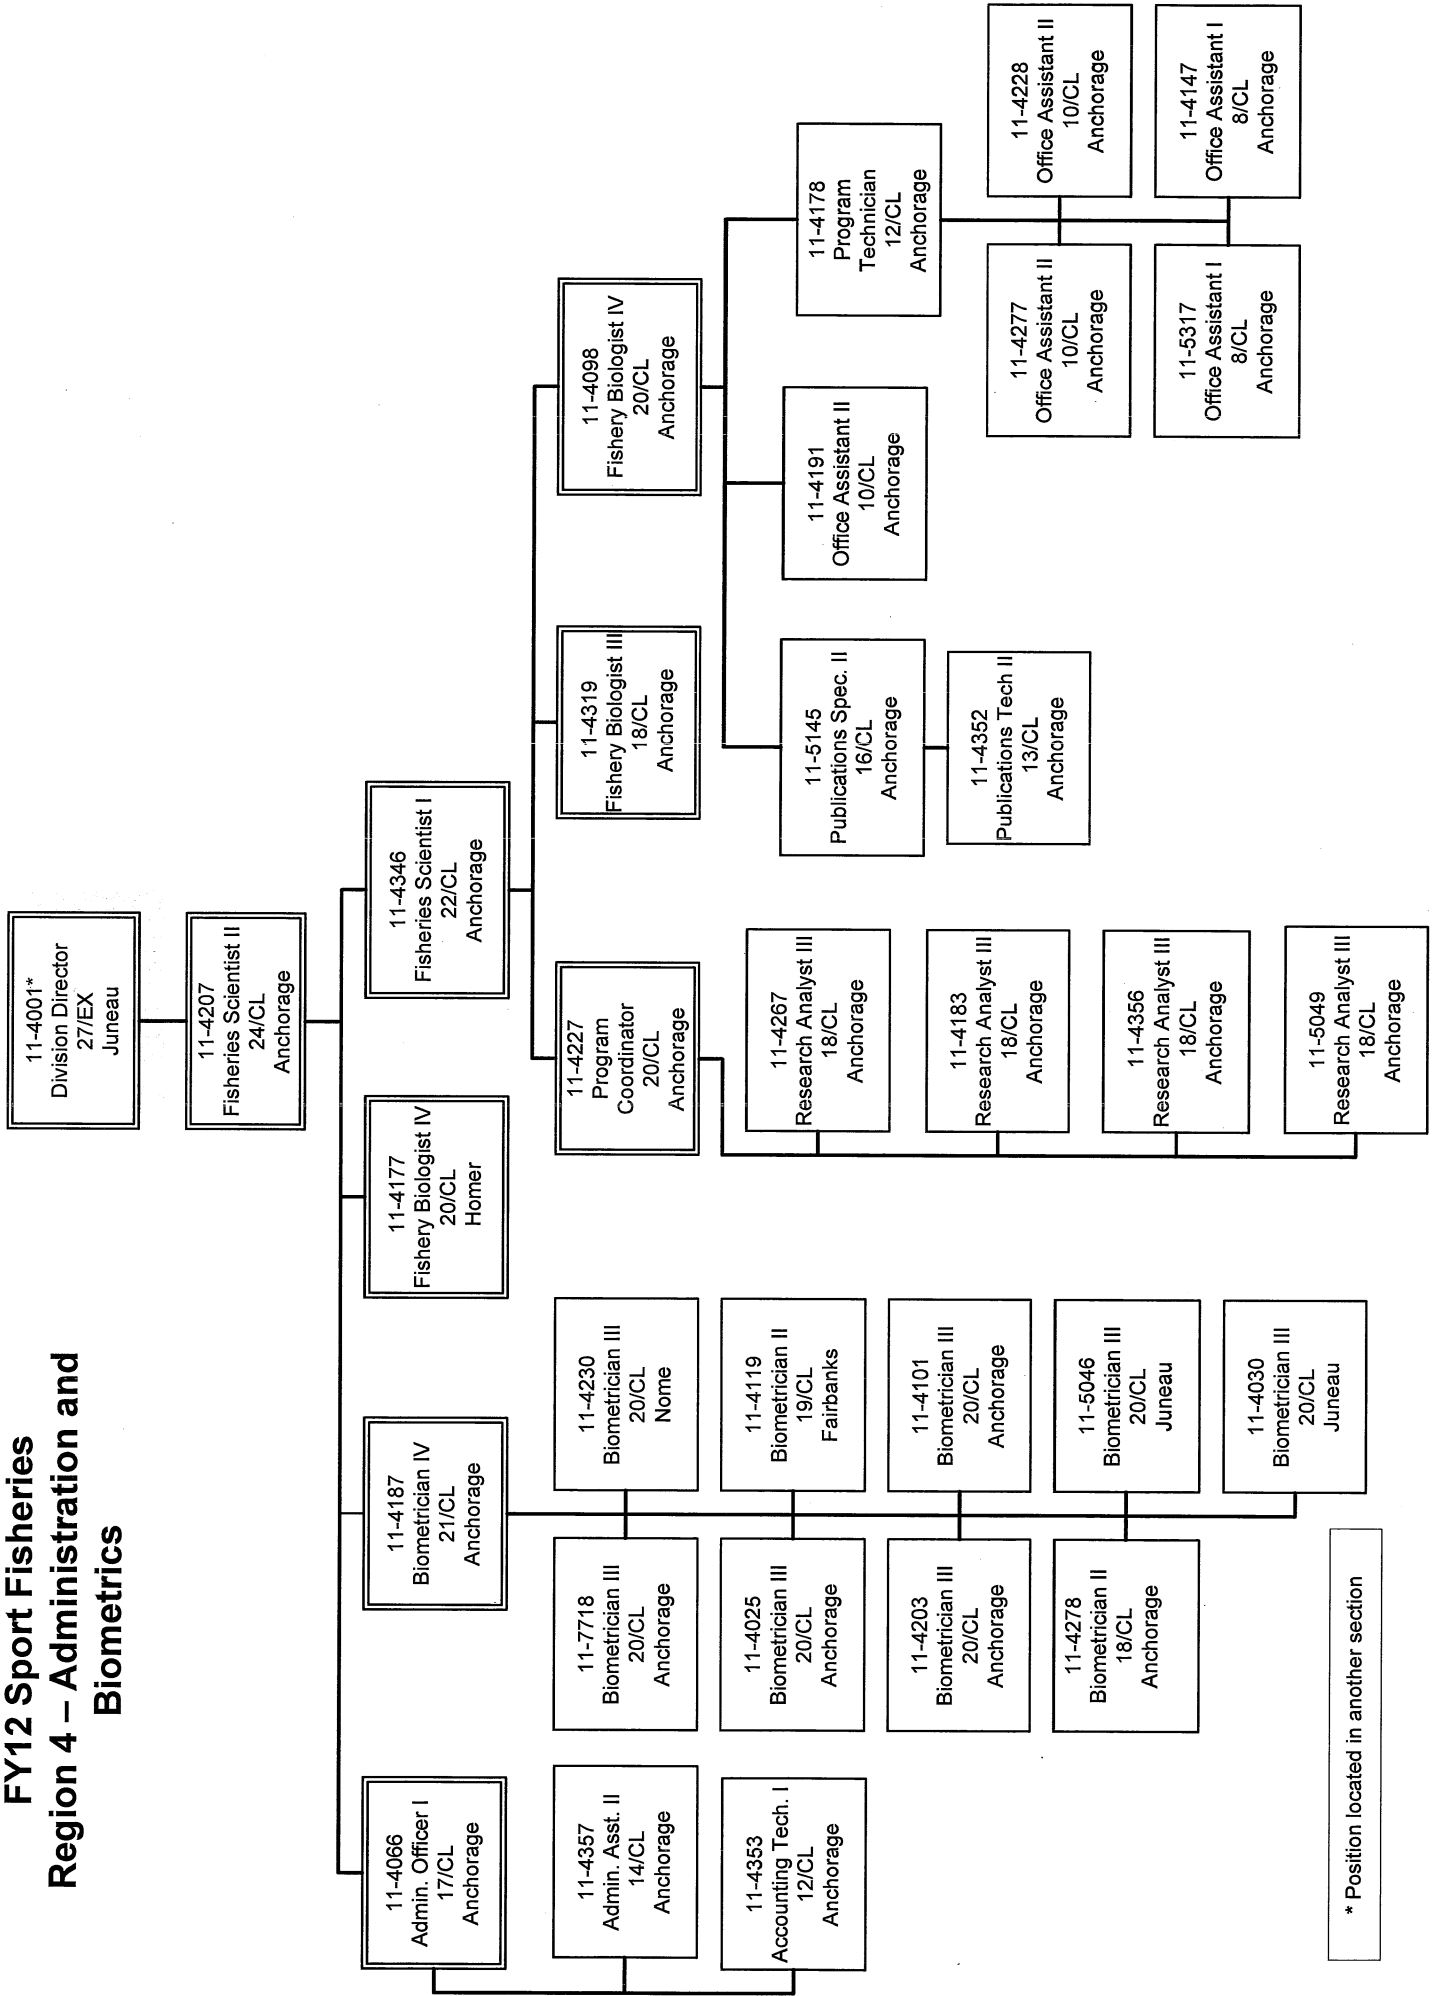 FY12 Sport Fisheries
Region 4 – Administration and
Biometrics
11-4001*
Division Director
27/EX
Juneau
11-4207
Fisheries Scientist II
24/CL
Anchorage
11-4066
Admin. Officer I
17/CL
Anchorage
11-4187
Biometrician IV
21/CL
Anchorage
11-4177
Fishery Biologist IV
20/CL
Homer
11-4346
Fisheries Scientist I
22/CL
Anchorage
11-4357
Admin. Asst. II
14/CL
Anchorage
11-4353
Accounting Tech. I
12/CL
Anchorage
11-7718
Biometrician III
20/CL
Anchorage
11-4230
Biometrician III
20/CL
Nome
11-4025
Biometrician III
20/CL
Anchorage
11-4119
Biometrician II
19/CL
Fairbanks
11-4203
Biometrician III
20/CL
Anchorage
11-4101
Biometrician III
20/CL
Anchorage
11-4278
Biometrician II
18/CL
Anchorage
11-5046
Biometrician III
20/CL
Juneau
11-4030
Biometrician III
20/CL
Juneau
11-4227
Program
Coordinator
20/CL
Anchorage
11-4319
Fishery Biologist III
18/CL
Anchorage
11-4098
Fishery Biologist IV
20/CL
Anchorage
11-4267
Research Analyst III
18/CL
Anchorage
11-4183
Research Analyst III
18/CL
Anchorage
11-4356
Research Analyst III
18/CL
Anchorage
11-5049
Research Analyst III
18/CL
Anchorage
11-5145
Publications Spec. II
16/CL
Anchorage
11-4352
Publications Tech II
13/CL
Anchorage
11-4191
Office Assistant II
10/CL
Anchorage
11-4178
Program
Technician
12/CL
Anchorage
11-4277
Office Assistant II
10/CL
Anchorage
11-4228
Office Assistant II
10/CL
Anchorage
11-5317
Office Assistant I
8/CL
Anchorage
11-4147
Office Assistant I
8/CL
Anchorage
* Position located in another section